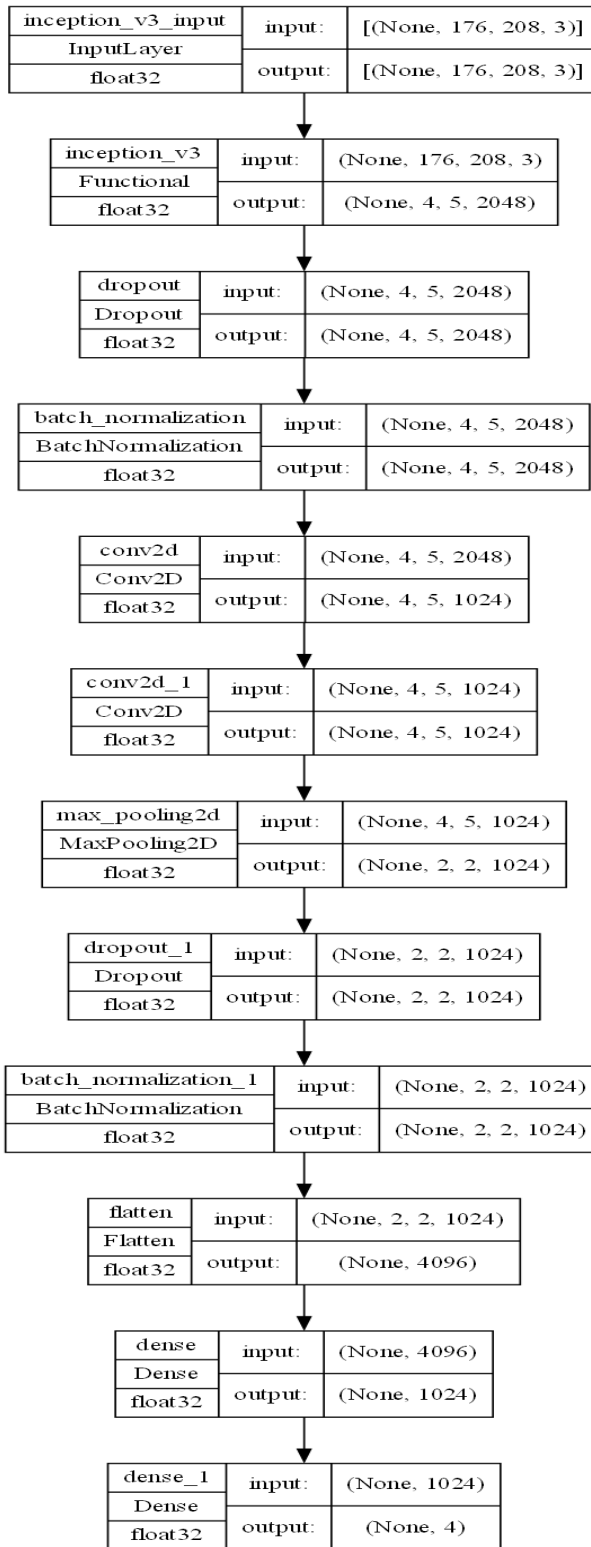 inception_v3_input input: [(None, 176, 208, 3)]
InputLayer
float32 output: [(None, 176, 208, 3)]
inception_v3 input: (None, 176, 208, 3)
Functional
float32 output: (None, 4, 5, 2048)
dropout input: (None, 4, 5, 2048)
Dropout
float32 output: (None, 4, 5, 2048)
batch_normalization input: (None, 4, 5, 2048)
BatchNormalization
float32 output: (None, 4, 5, 2048)
conv2d input: (None, 4, 5, 2048)
Conv2D
float32 output: (None, 4, 5, 1024)
conv2d_1 input: (None, 4, 5, 1024)
Conv2D
float32 output: (None, 4, 5, 1024)
max_pooling2d input: (None, 4, 5, 1024)
MaxPooling2D
float32 output: (None, 2, 2, 1024)
dropout_1 input: (None, 2, 2, 1024)
Dropout
float32 output: (None, 2, 2, 1024)
batch_normalization_1 input: (None, 2, 2, 1024)
BatchNormalization
float32 output: (None, 2, 2, 1024)
flatten input: (None, 2, 2, 1024)
Flatten
float32 output: (None, 4096)
dense input: (None, 4096)
Dense
float32 output: (None, 1024)
dense_1 input: (None, 1024)
Dense
float32 output: (None, 4)